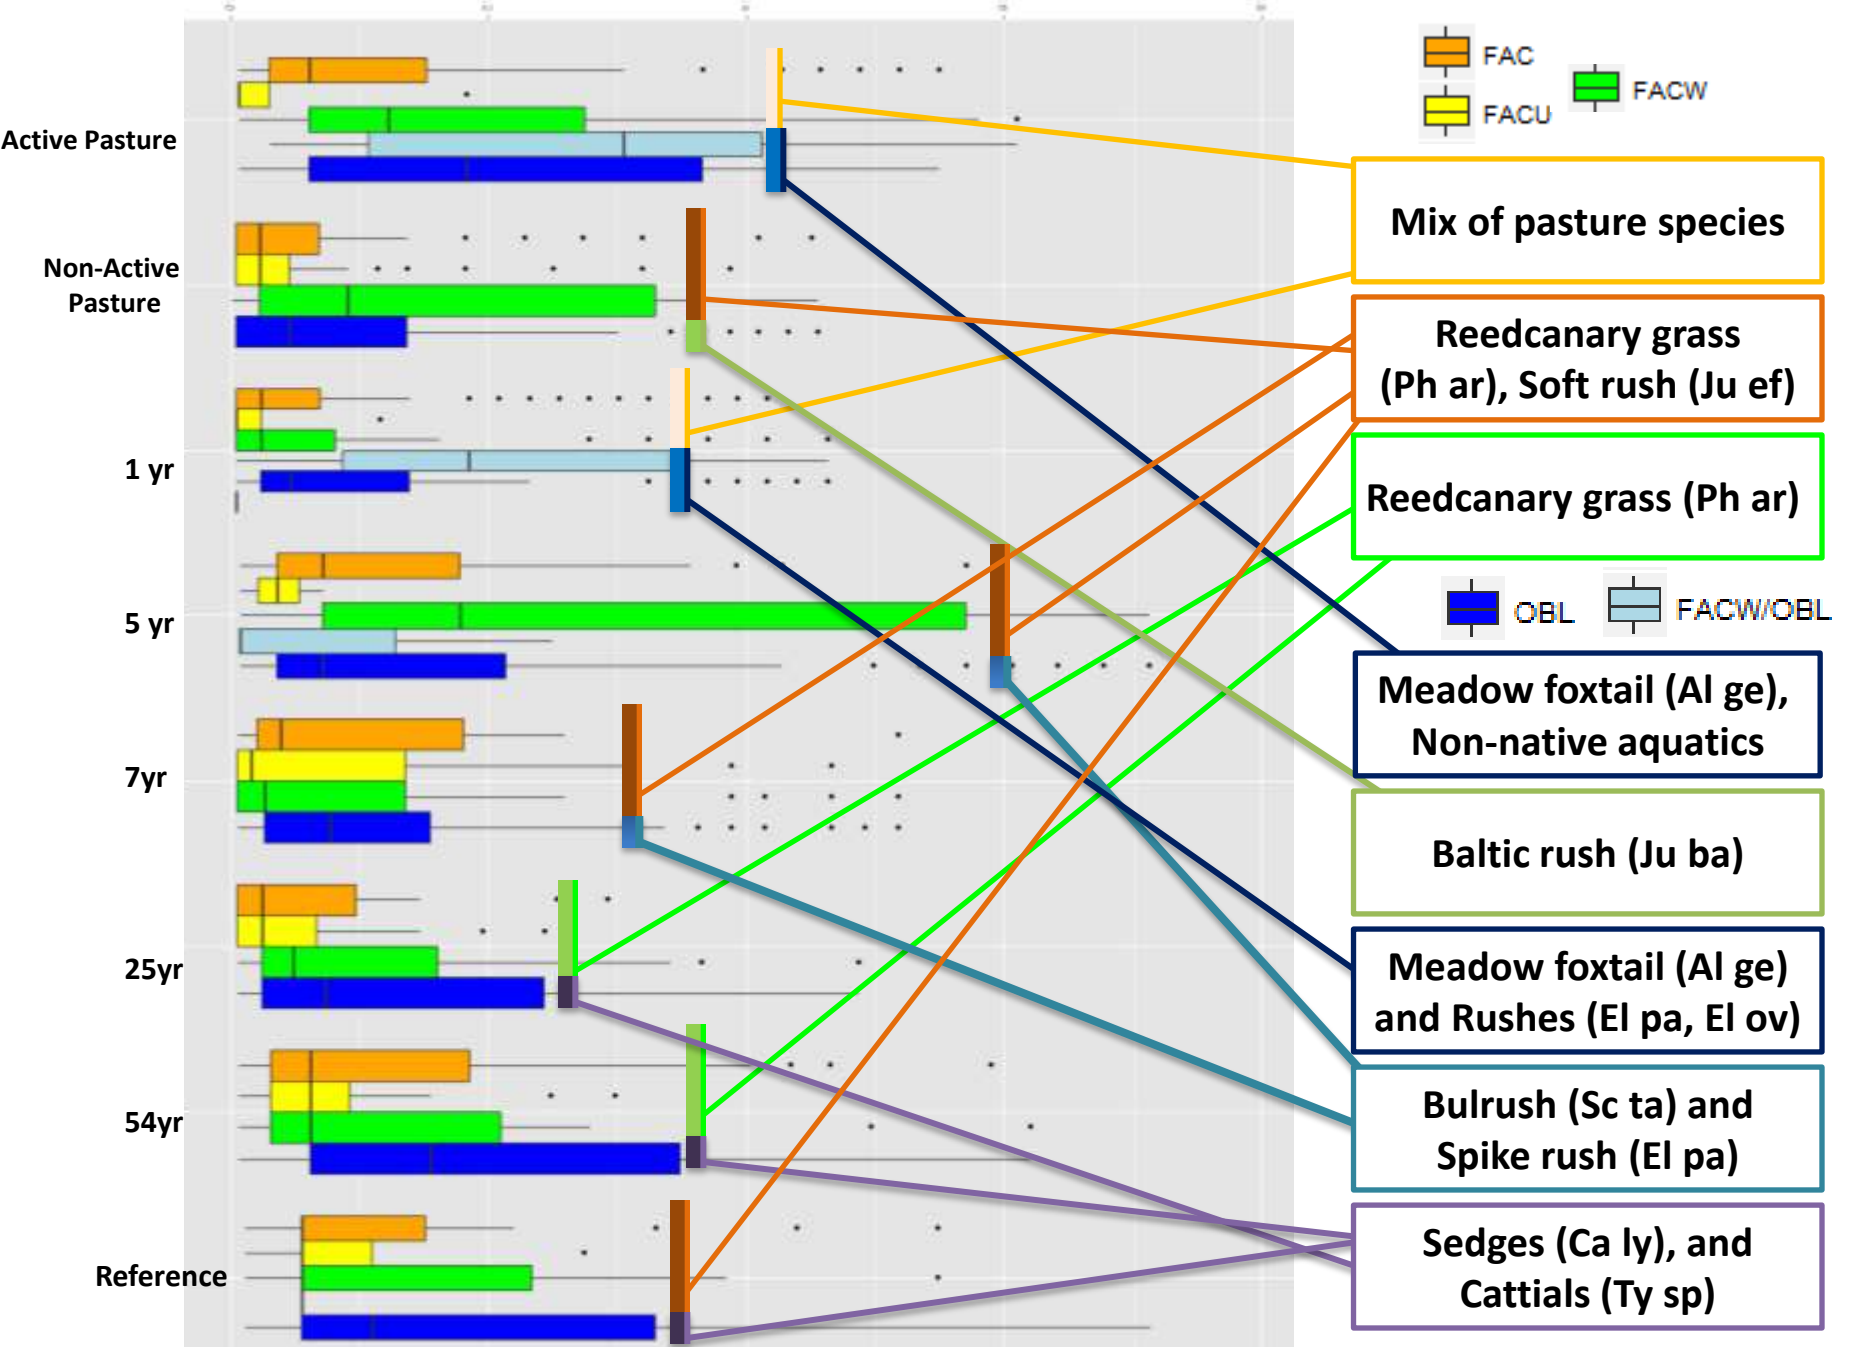 FAC
FACU
FACW
Active Pasture
Non-Active
Pasture
1 yr
5 yr
7yr
25yr
54yr
Reference
Mix of pasture species
Reedcanary grass
(Ph ar), Soft rush (Ju ef)
Reedcanary grass (Ph ar)
OBL
FACW/OBL
Meadow foxtail (Al ge),
Non-native aquatics
Baltic rush (Ju ba)
Meadow foxtail (Al ge)
and Rushes (El pa, El ov)
Bulrush (Sc ta) and
Spike rush (El pa)
Sedges (Ca ly), and
Cattials (Ty sp)